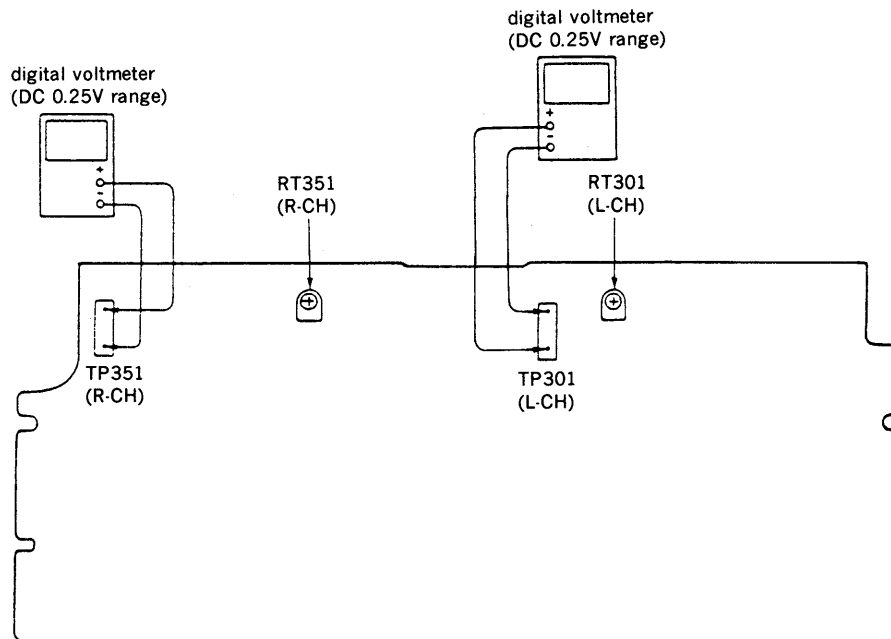 digital voltmeter
(DC 0.25V range)
digital voltmeter
(DC 0.25V range)
+
-
+
-
RT351
(R-CH)
RT301
(L-CH)
TP351
(R-CH)
TP301
(L-CH)